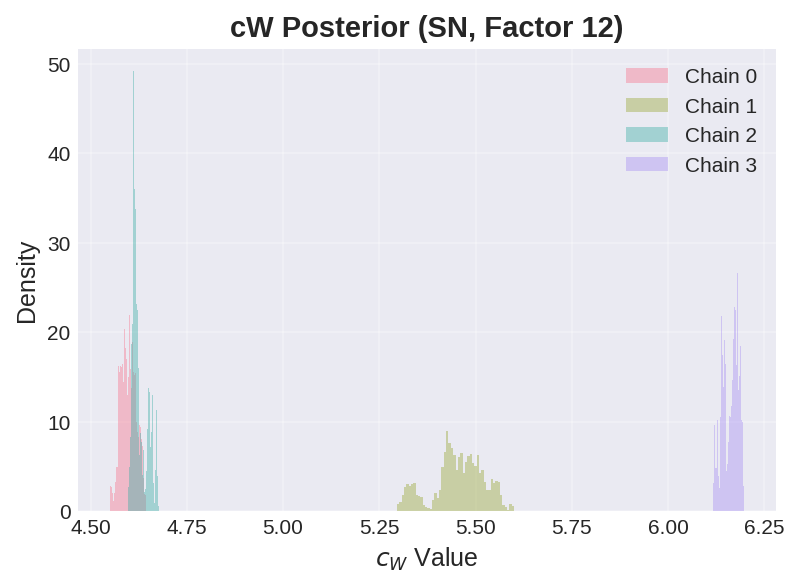 cW Posterior (SN, Factor 12)
50
40
30
20
10
0
Density
Chain 0
Chain 1
Chain 2
Chain 3
4.50 4.75 5.00 5.25 5.50 5.75 6.00 6.25
c_W Value